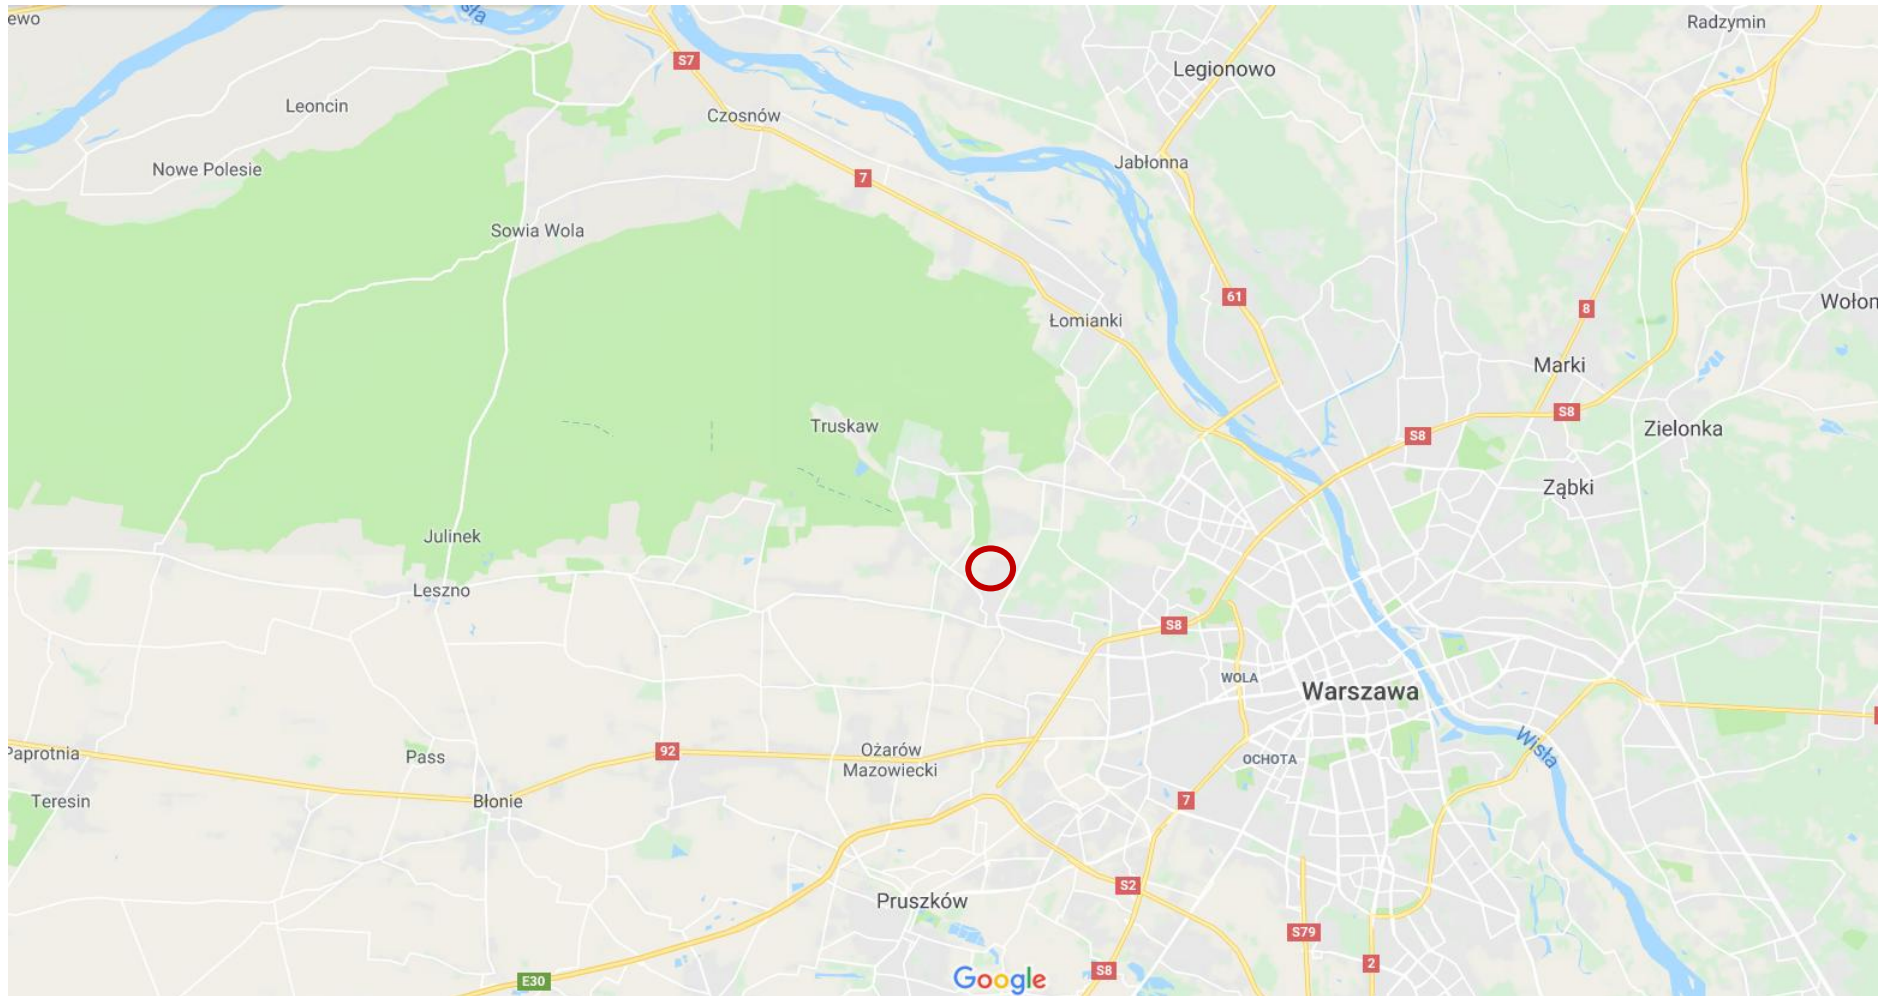 ewo
sła
Radzymin
S7
Legionowo
Leoncin
Czosnów
Nowe Polesie
7
Jabłonna
Sowia Wola
61
8
Wołon
Łomianki
Marki
S8
Truskaw
S8
Zielonka
Ząbki
Julinek
Leszno
S8
WOLA
Warszawa
Paprotnia
Pass
92
Ożarów
Mazowiecki
OCHOTA
Wisła
Teresin
Błonie
7
Pruszków
S2
S79
2
E30
Google
S8